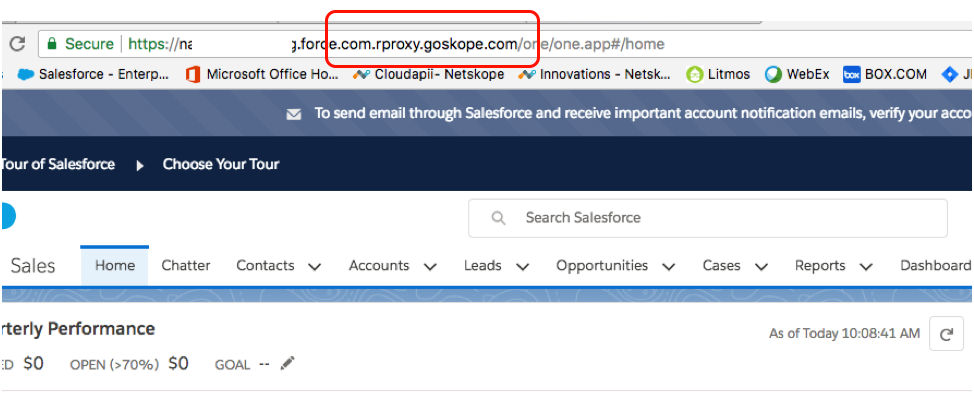 Secure | https://na g.force.com.rproxy.goskope.com/one/one.app#/home
Salesforce - Enterp... Microsoft Office Ho... Cloudapii- Netskope Innovations - Netsk... Litmos WebEx box BOX.COM JI
To send email through Salesforce and receive important account notification emails, verify your acco
Tour of Salesforce Choose Your Tour
Search Salesforce
Sales Home Chatter Contacts Accounts Leads Opportunities Cases Reports Dashboard
rterly Performance
As of Today 10:08:41 AM
ED $0 OPEN (>70%) $0 GOAL --